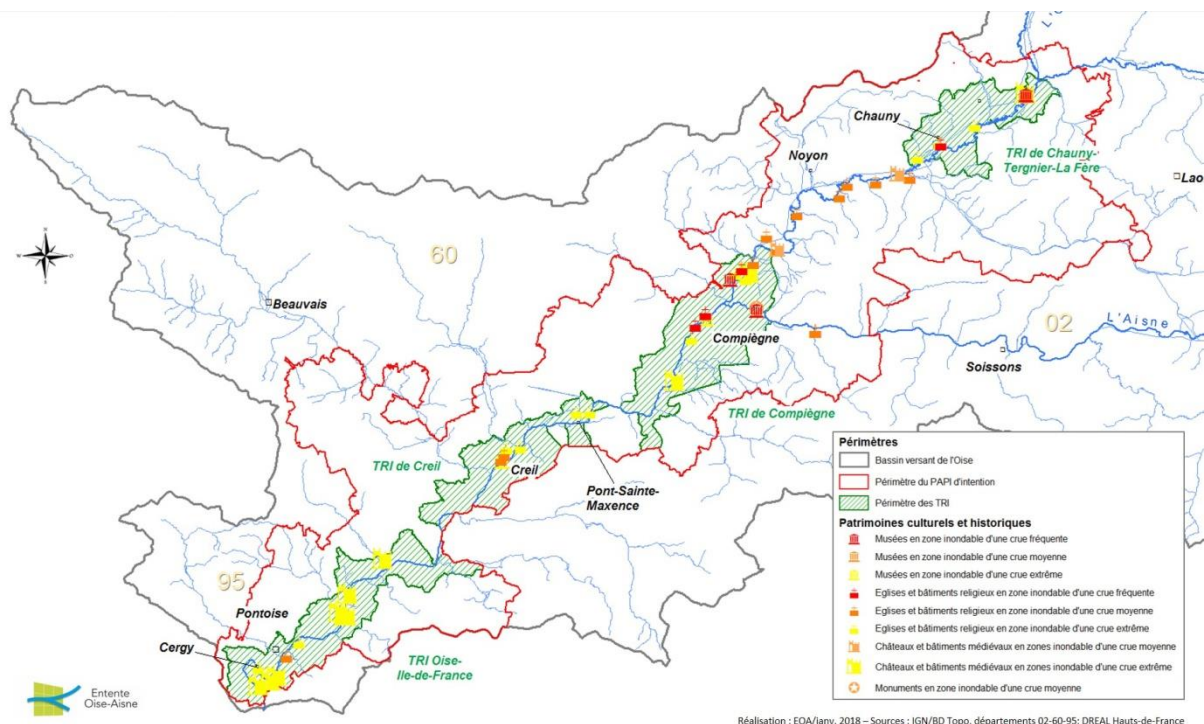 L'O
Chauny
TRI de Chauny-
Tergnier-La Fère
Noyon
Lao
60
Beauvais
02
L'Aisne
Compiègne
Soissons
TRI de Compiègne
TRI de Creil
Creil
Pont-Sainte-
Maxence
95
Pontoise
Cergy
TRI Oise-
Ile-de-France
Périmètres
Bassin versant de l'Oise
Périmètre du PAPI d'intention
Périmètre des TRI
Patrimoines culturels et historiques
Musées en zone inondable d'une crue fréquente
Musées en zone inondable d'une crue moyenne
Musées en zone inondable d'une crue extrême
Eglises et bâtiments religieux en zone inondable d'une crue fréquente
Eglises et bâtiments religieux en zone inondable d'une crue moyenne
Eglises et bâtiments religieux en zone inondable d'une crue extrême
Châteaux et bâtiments médiévaux en zones inondable d'une crue moyenne
Châteaux et bâtiments médiévaux en zones inondable d'une crue extrême
Monuments en zone inondable d'une crue moyenne
Entente
Oise-Aisne
Réalisation : EOA/janv. 2018 – Sources : IGN/BD Topo, départements 02-60-95; DREAL Hauts-de-France